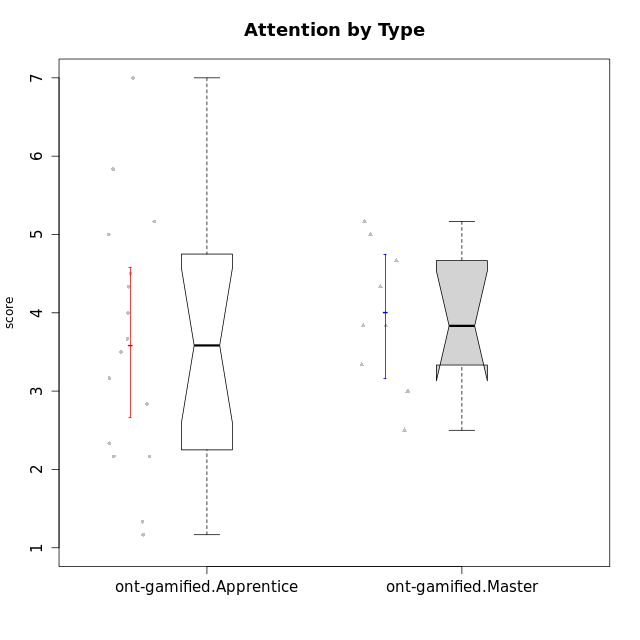 Attention by Type
7
6
5
4
3
2
1
score
ont-gamified.Apprentice
ont-gamified.Master